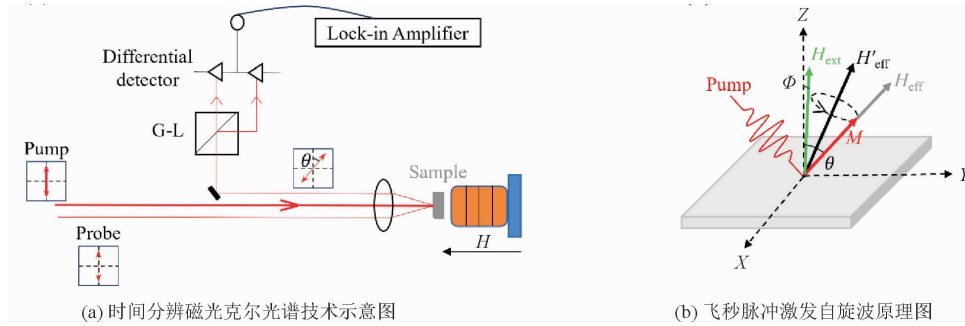 Lock-in Amplifier
Differential
detector
G-L
Pump
θ
Sample
H
Probe
(a) 时间分辨磁光克尔光谱技术示意图
Z
H_ext
H'_eff
Φ
H_eff
Pump
M
θ
Y
X
(b) 飞秒脉冲激发自旋波原理图